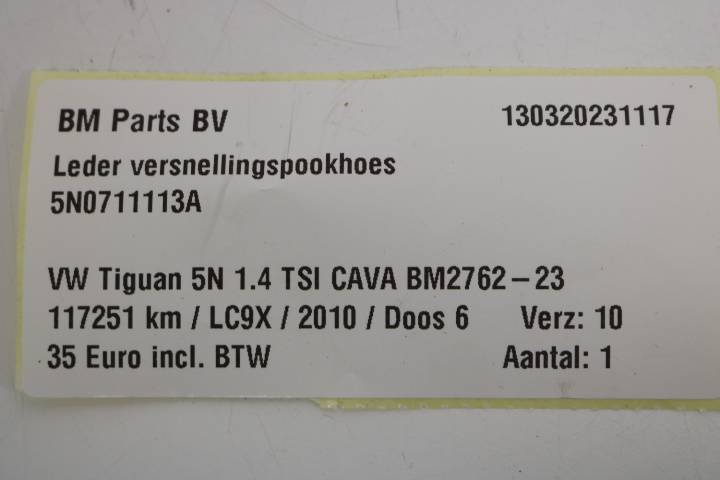 BM Parts BV 130320231117
Leder versnellingspookhoes
5N0711113A
VW Tiguan 5N 1.4 TSI CAVA BM2762-23
117251 km / LC9X / 2010 / Doos 6 Verz: 10
35 Euro incl. BTW Aantal: 1